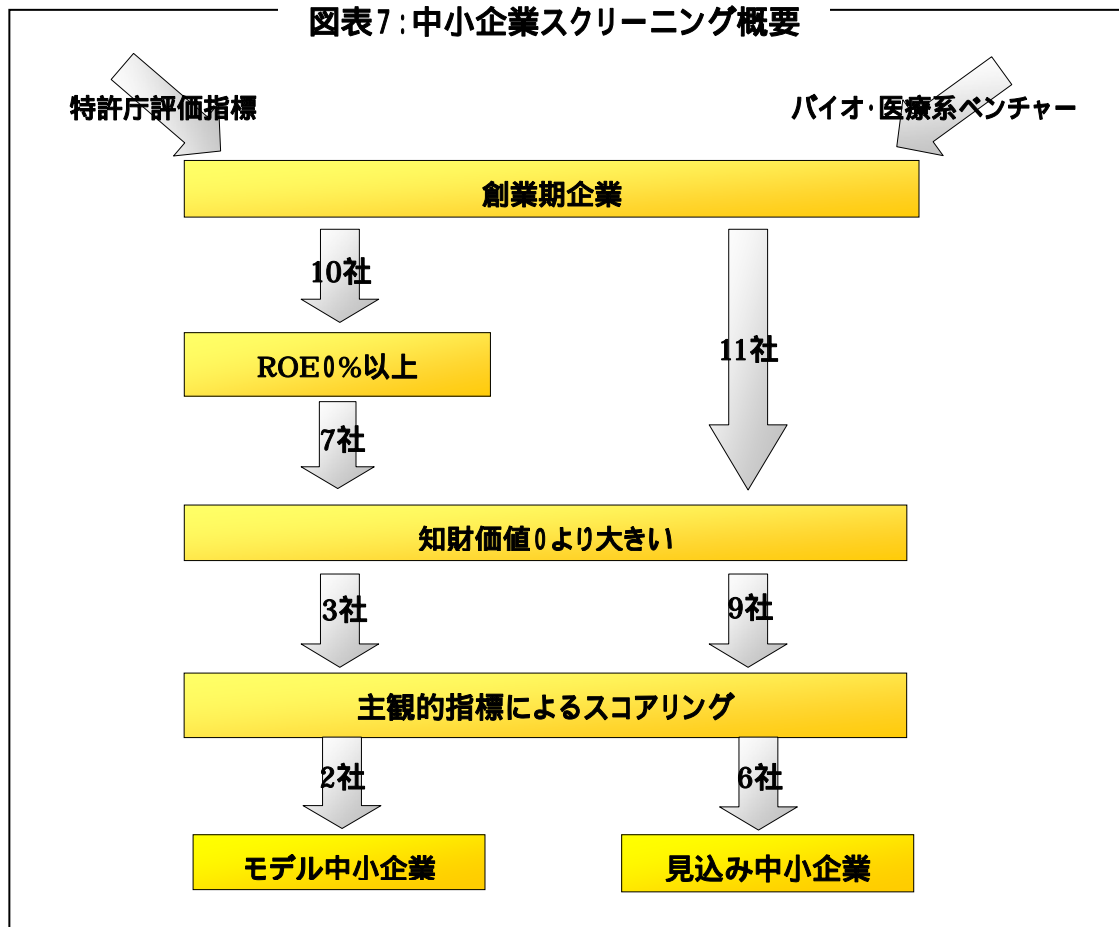 図表7:中小企業スクリーニング概要
特許庁評価指標
バイオ・医療系ベンチャー
創業期企業
10社
11社
ROE0%以上
7社
知財価値0より大きい
3社
9社
主観的指標によるスコアリング
2社
6社
モデル中小企業
見込み中小企業